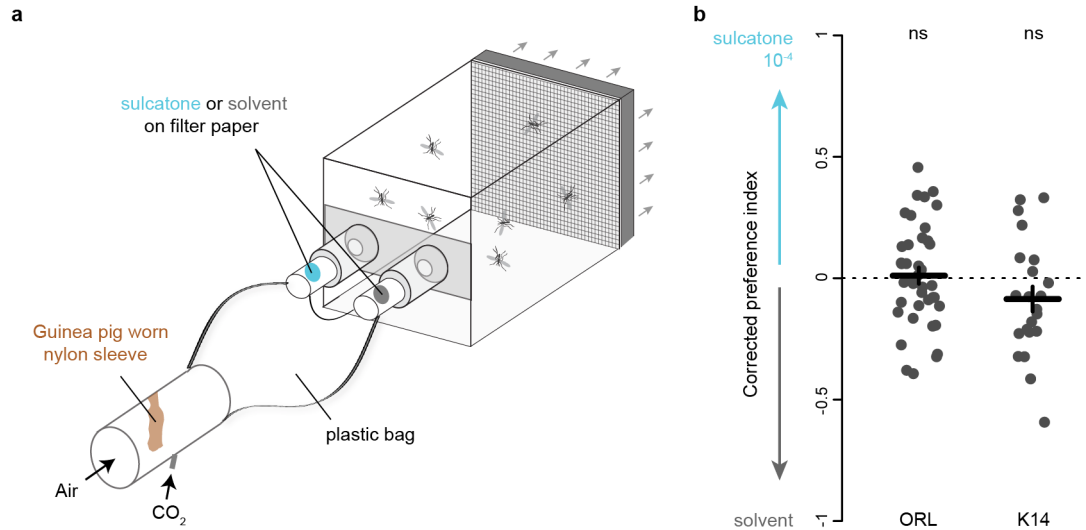 a
sulcatone or solvent
on filter paper
Guinea pig worn
nylon sleeve
plastic bag
Air
CO₂
b
sulcatone
10⁻⁴
Corrected preference index
solvent
1
0.5
0
-0.5
-1
ns
ns
ORL
K14